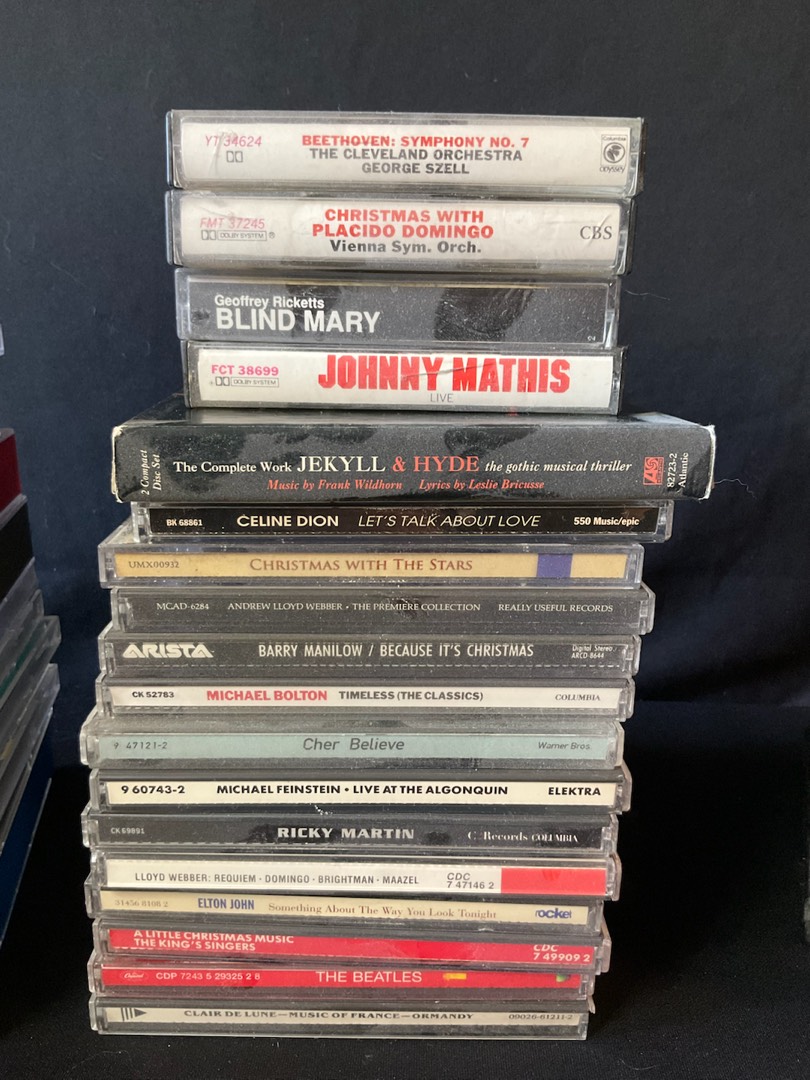 YT 34624
BEETHOVEN: SYMPHONY NO. 7
THE CLEVELAND ORCHESTRA
GEORGE SZELL
Columbia
odyssey
FMT 37245
DOLBY SYSTEM ®
CHRISTMAS WITH
PLACIDO DOMINGO
Vienna Sym. Orch.
CBS
Geoffrey Ricketts
BLIND MARY
FCT 38699
DOLBY SYSTEM
JOHNNY MATHIS
LIVE
2 Compact
Disc Set
The Complete Work JEKYLL & HYDE the gothic musical thriller
Music by Frank Wildhorn Lyrics by Leslie Bricusse
82723-2
Atlantic
BK 68861 CELINE DION LET'S TALK ABOUT LOVE 550 Music/epic
UMX00932 CHRISTMAS WITH THE STARS
MCAD-6284 ANDREW LLOYD WEBBER • THE PREMIERE COLLECTION REALLY USEFUL RECORDS
ARISTA BARRY MANILOW / BECAUSE IT'S CHRISTMAS
Digital Stereo
ARCD-8644
CK 52783 MICHAEL BOLTON TIMELESS (THE CLASSICS) COLUMBIA
9 47121-2 Cher Believe Warner Bros.
9 60743-2 MICHAEL FEINSTEIN • LIVE AT THE ALGONQUIN ELEKTRA
CK 69891 RICKY MARTIN C2 Records COLUMBIA
LLOYD WEBBER: REQUIEM · DOMINGO · BRIGHTMAN · MAAZEL
CDC
7 47146 2
31456 8108 2 ELTON JOHN Something About The Way You Look Tonight rocket
A LITTLE CHRISTMAS MUSIC
THE KING'S SINGERS
CDC
7 49909 2
Capitol CDP 7243 5 29325 2 8 THE BEATLES
CLAIR DE LUNE—MUSIC OF FRANCE—ORMANDY 09026-61211-2